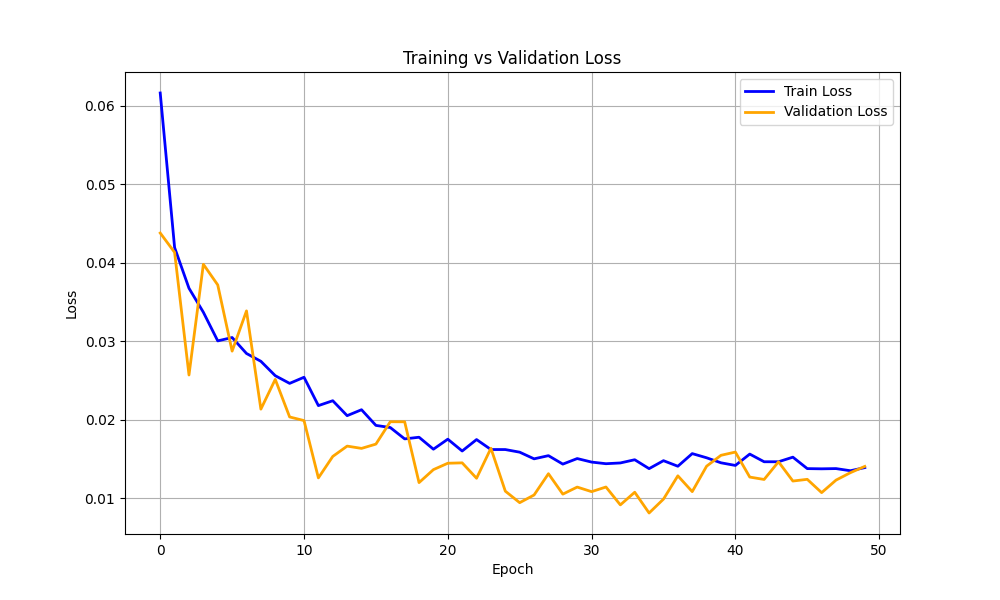 Training vs Validation Loss
Train Loss
Validation Loss
0.06
0.05
0.04
0.03
0.02
0.01
Loss
0 10 20 30 40 50
Epoch